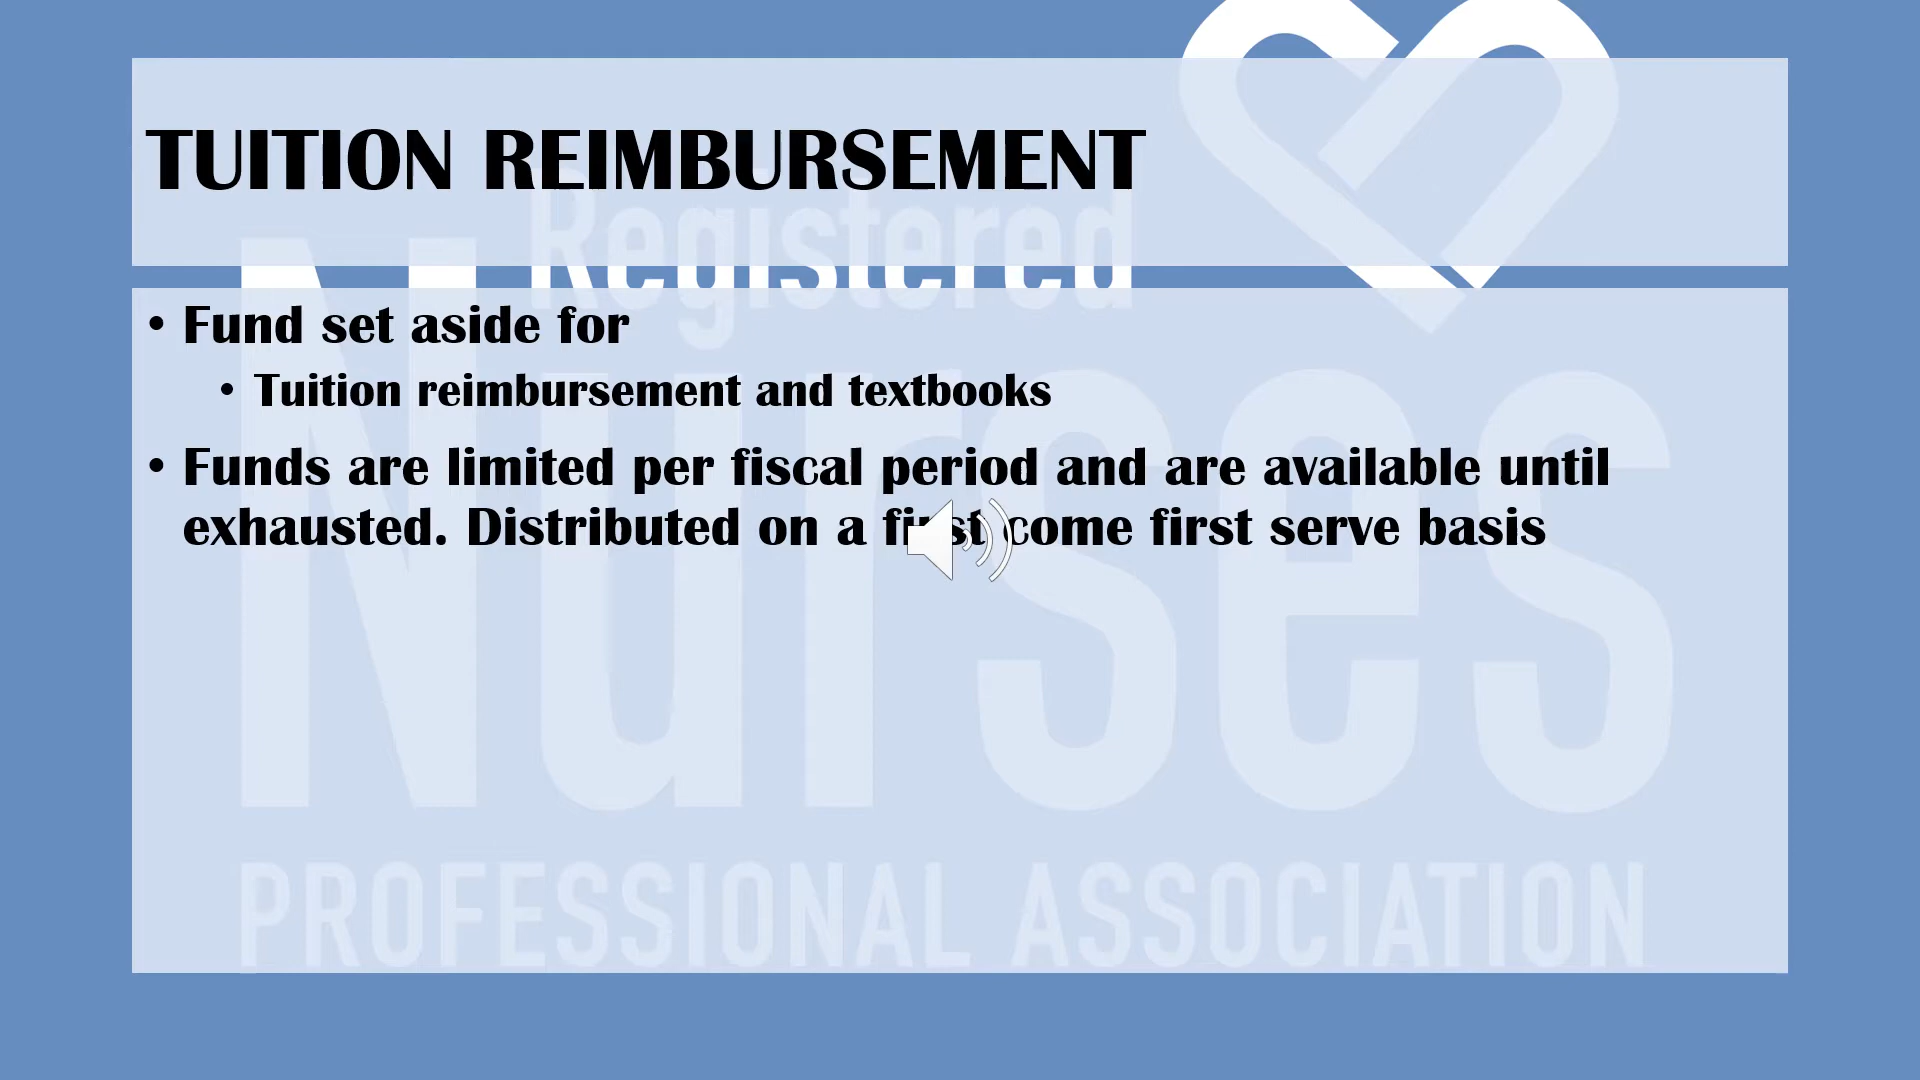 TUITION REIMBURSEMENT
Registered
Nurses
PROFESSIONAL ASSOCIATION
• Fund set aside for
• Tuition reimbursement and textbooks
• Funds are limited per fiscal period and are available until
exhausted. Distributed on a first come first serve basis